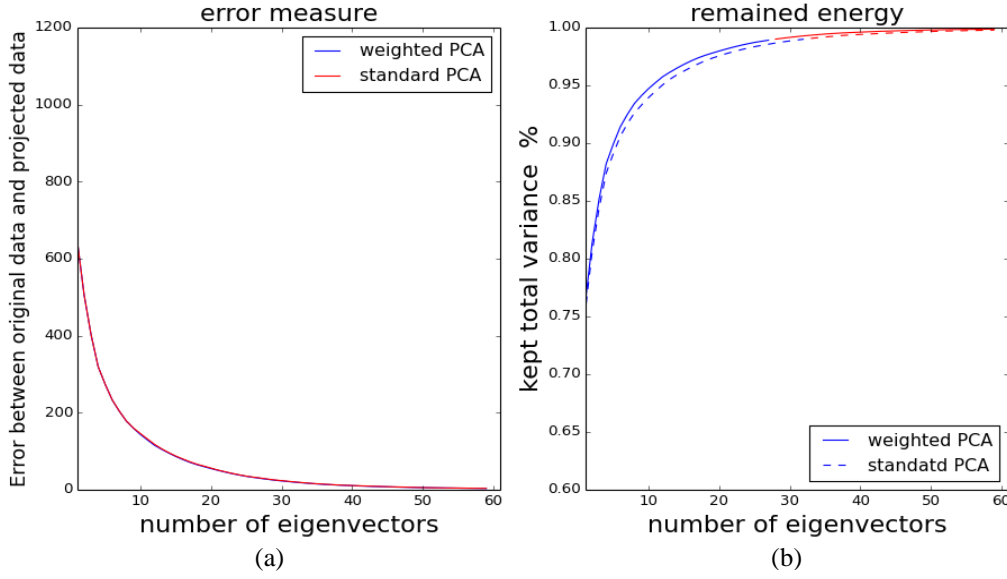 error measure
1200
1000
800
600
400
200
0
10
20
30
40
50
60
Error between original data and projected data
number of eigenvectors
weighted PCA
standard PCA
(a)
remained energy
1.00
0.95
0.90
0.85
0.80
0.75
0.70
0.65
0.60
10
20
30
40
50
60
kept total variance %
number of eigenvectors
weighted PCA
standatd PCA
(b)